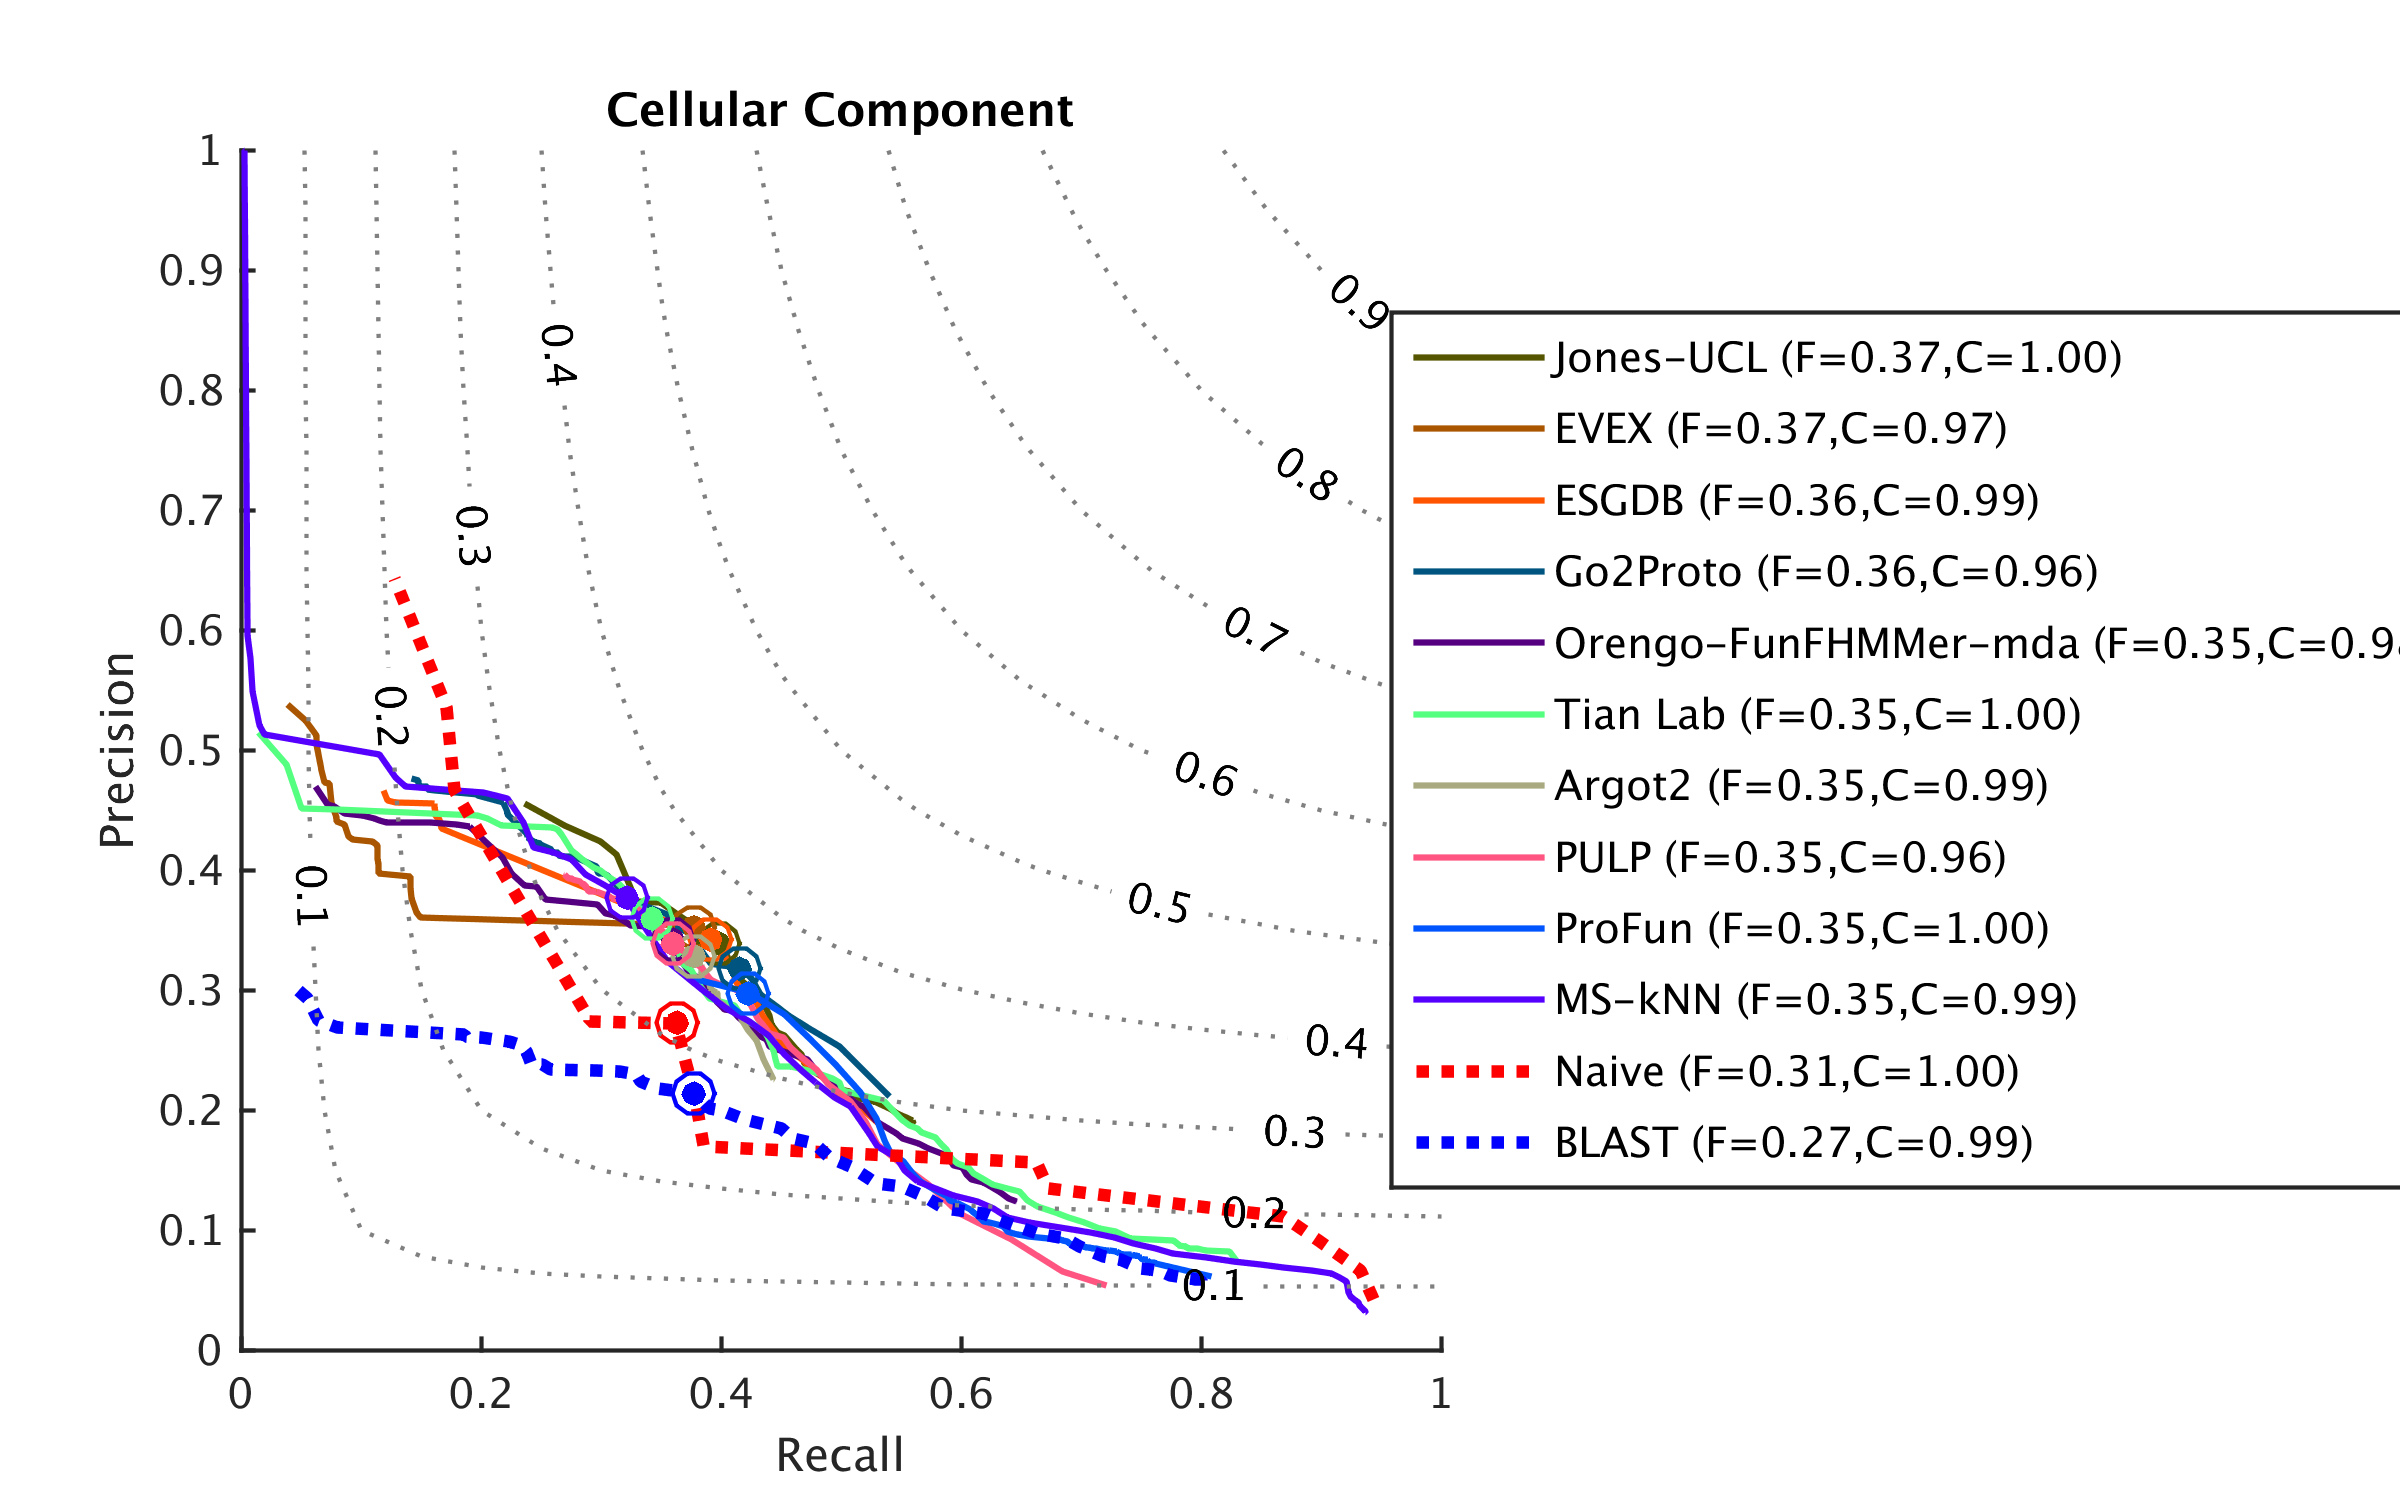 Cellular Component
1
0.9
0.8
0.7
0.6
0.5
0.4
0.3
0.2
0.1
0
Precision
0
0.2
0.4
0.6
0.8
1
Recall
0.1
0.2
0.3
0.4
0.9
0.8
0.7
0.6
0.5
0.4
0.3
0.2
0.1
Jones-UCL (F=0.37,C=1.00)
EVEX (F=0.37,C=0.97)
ESGDB (F=0.36,C=0.99)
Go2Proto (F=0.36,C=0.96)
Orengo-FunFHMMer-mda (F=0.35,C=0.9
Tian Lab (F=0.35,C=1.00)
Argot2 (F=0.35,C=0.99)
PULP (F=0.35,C=0.96)
ProFun (F=0.35,C=1.00)
MS-kNN (F=0.35,C=0.99)
Naive (F=0.31,C=1.00)
BLAST (F=0.27,C=0.99)